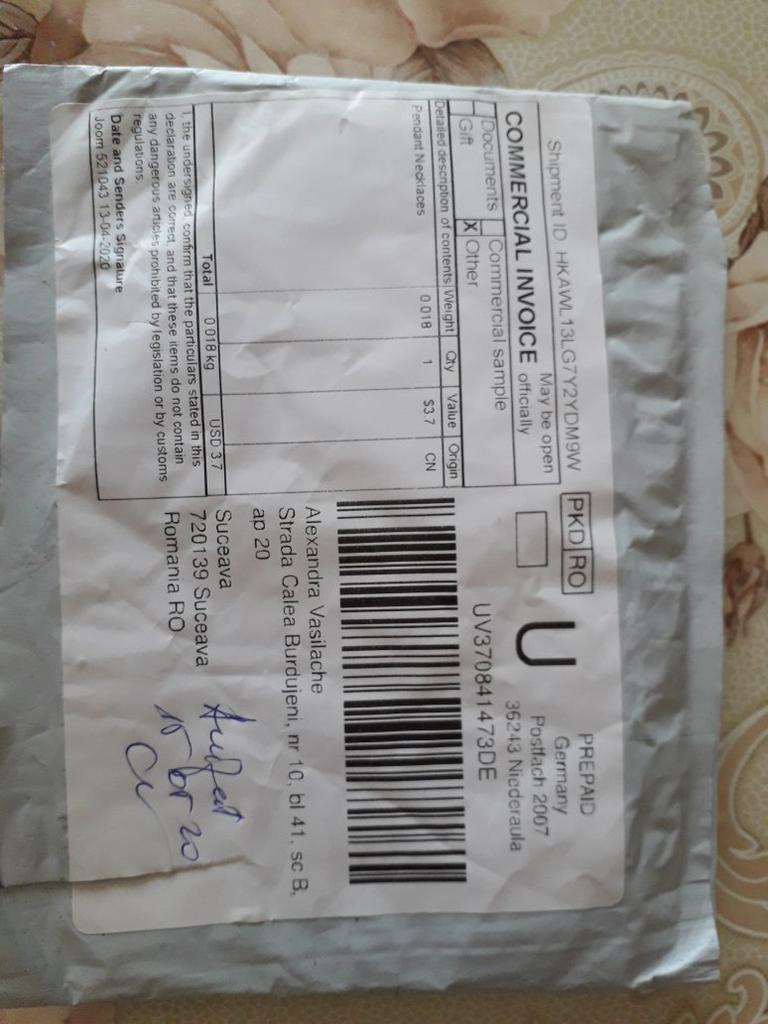 Shipment ID: HKAWL13LG7Y2YDM9W
COMMERCIAL INVOICE May be open officially
Documents Commercial sample
Gift X Other
Detailed description of contents Weight Qty Value Origin
Pendant Necklaces 0.018 1 $3.7 CN
Total 0.018 kg USD 3.7
I, the undersigned, confirm that the particulars stated in this
declaration are correct, and that these items do not contain
any dangerous articles prohibited by legislation or by customs
regulations.
Date and Senders Signature
Joom 521043 13-04-2020
PKD RO
U
PREPAID
Germany
Postfach 2007
36243 Niederaula
UV370841473DE
Alexandra Vasilache
Strada Calea Burdujeni, nr 10, bl 41, sc B,
ap 20
Suceava
720139 Suceava
Romania RO